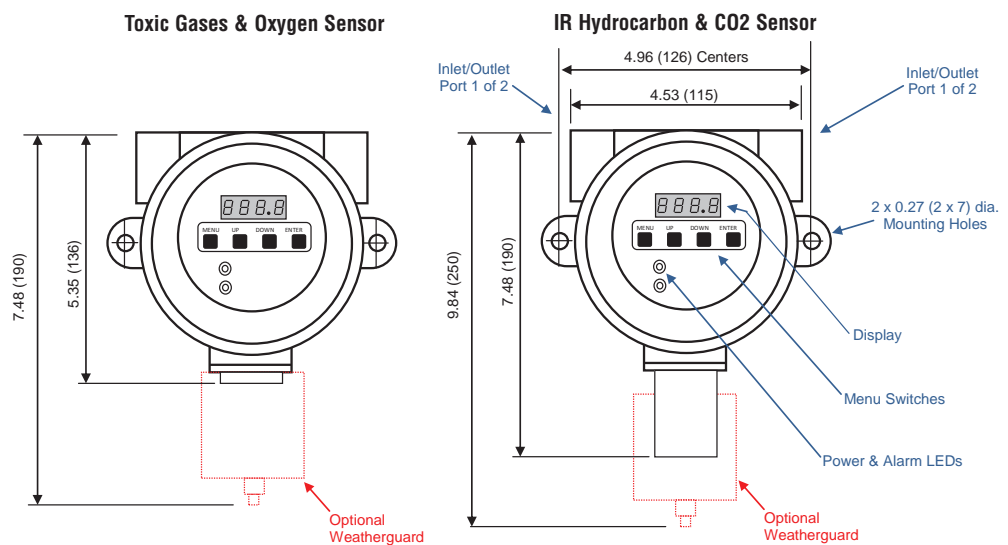 Toxic Gases & Oxygen Sensor
7.48 (190)
5.35 (136)
888.8
MENU UP DOWN ENTER
Optional
Weatherguard
IR Hydrocarbon & CO2 Sensor
4.96 (126) Centers
Inlet/Outlet
Port 1 of 2
Inlet/Outlet
Port 1 of 2
4.53 (115)
9.84 (250)
7.48 (190)
888.8
MENU UP DOWN ENTER
2 x 0.27 (2 x 7) dia.
Mounting Holes
Display
Menu Switches
Power & Alarm LEDs
Optional
Weatherguard